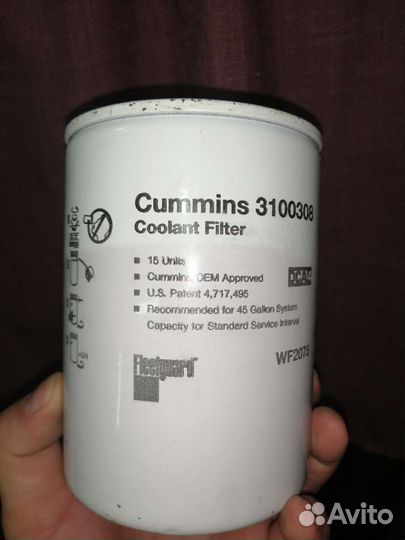 Cummins 3100308
Coolant Filter
15 Units
Cummins/OEM Approved
DCA4
U.S. Patent 4,717,495
Recommended for 45 Gallon System
Capacity for Standard Service Interval
WF2075
Fleetguard
Avito